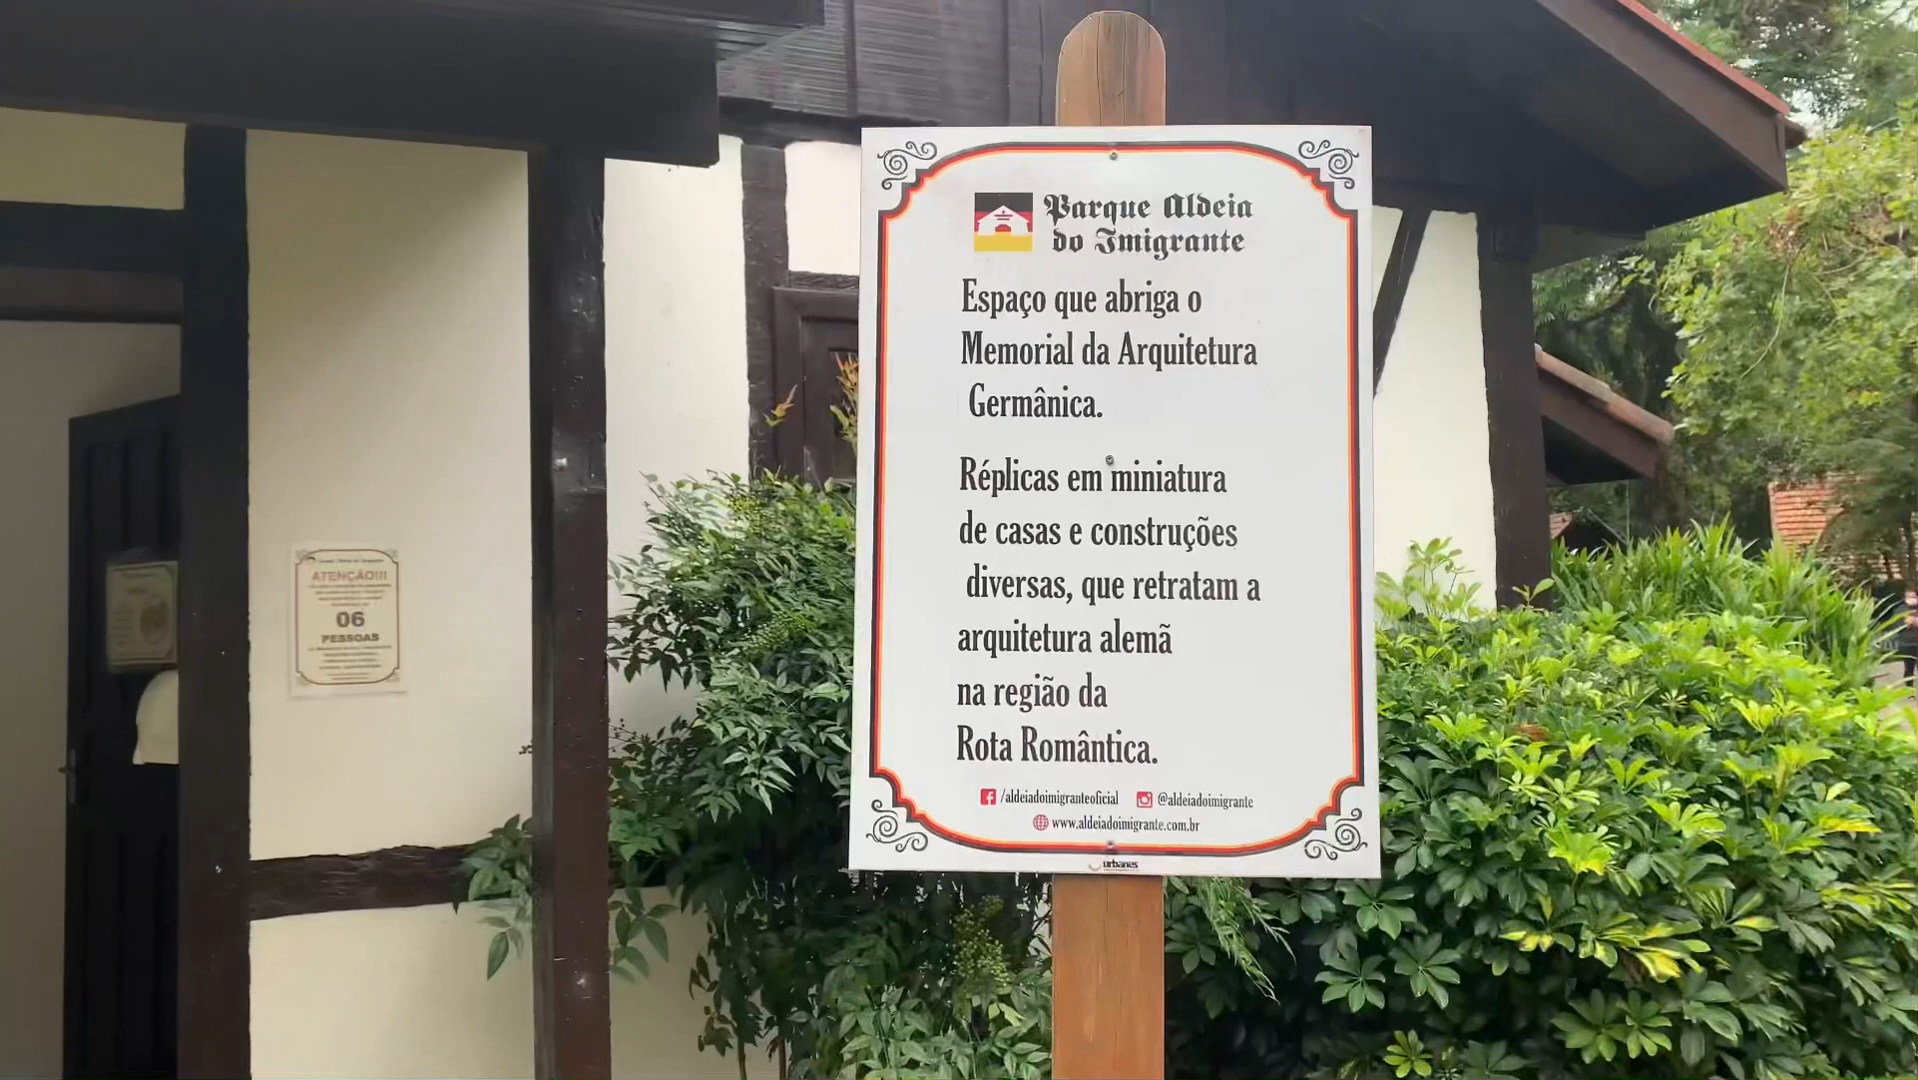 Parque Aldeia
do Imigrante
Espaço que abriga o
Memorial da Arquitetura
Germânica.
Réplicas em miniatura
de casas e construções
diversas, que retratam a
arquitetura alemã
na região da
Rota Romântica.
/aldeiadoimigranteoficial @aldeiadoimigrante
www.aldeiadoimigrante.com.br
urbanes
ATENÇÃO!!!
06
PESSOAS